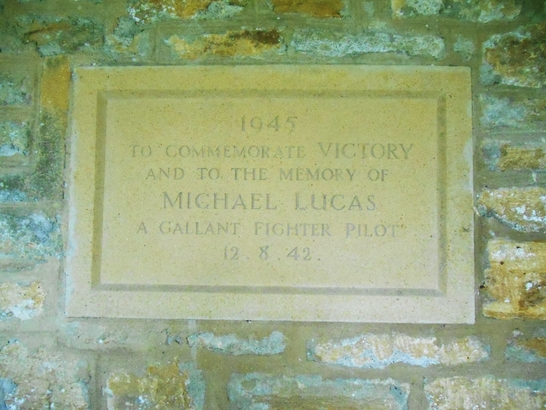 1945
TO COMMEMORATE VICTORY
AND TO THE MEMORY OF
MICHAEL LUCAS
A GALLANT FIGHTER PILOT
12. 8. 42.